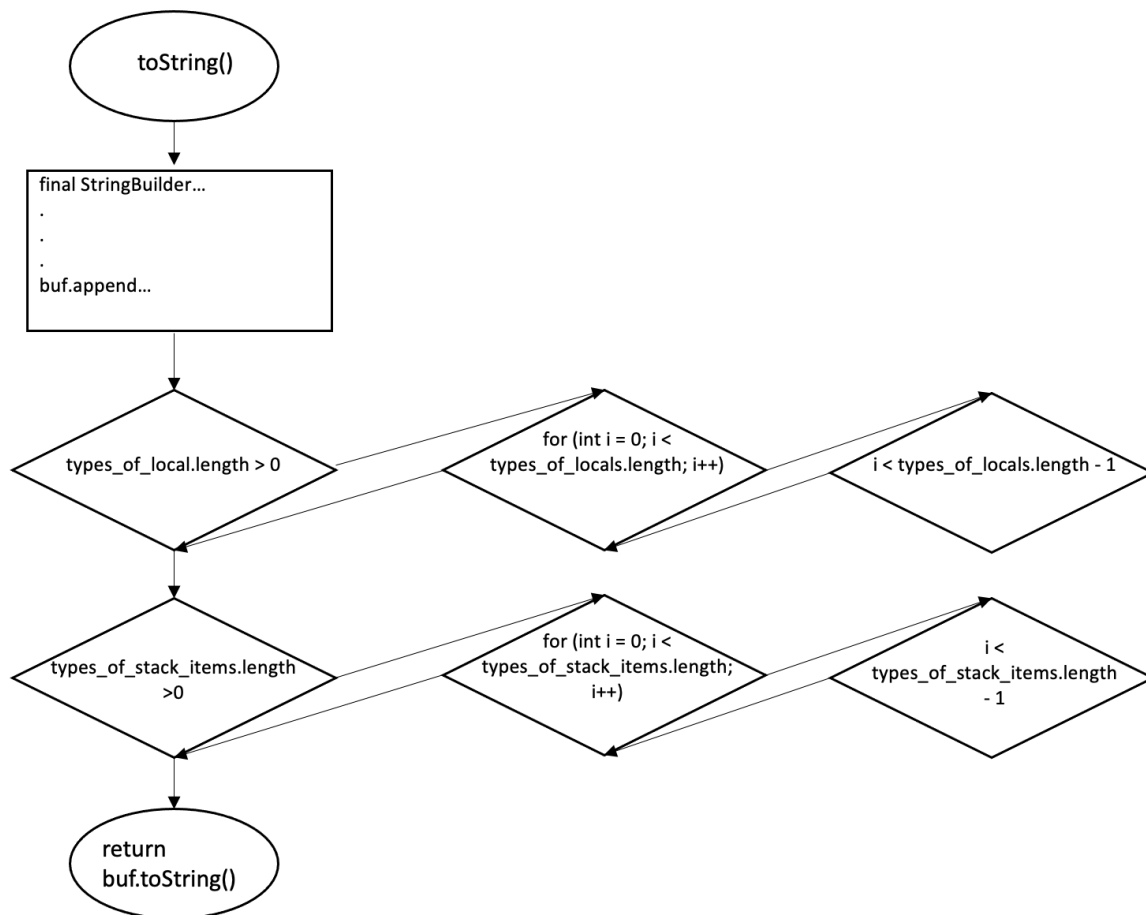 toString()
final StringBuilder...
.
.
.
buf.append...
types_of_local.length > 0
for (int i = 0; i <
types_of_locals.length; i++)
i < types_of_locals.length - 1
types_of_stack_items.length
>0
for (int i = 0; i <
types_of_stack_items.length;
i++)
i <
types_of_stack_items.length
- 1
return
buf.toString()